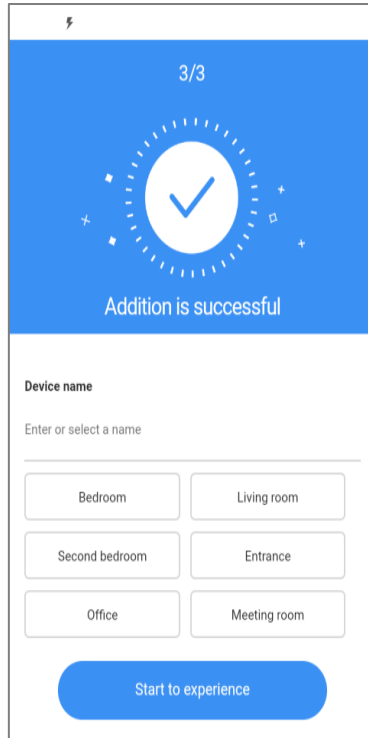 3/3
Addition is successful
Device name
Enter or select a name
Bedroom
Living room
Second bedroom
Entrance
Office
Meeting room
Start to experience